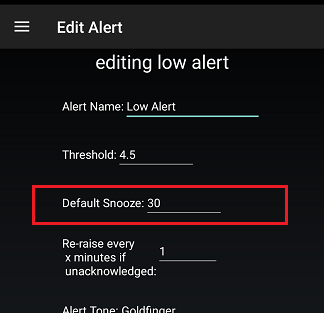 Edit Alert
editing low alert
Alert Name: Low Alert
Threshold: 4.5
Default Snooze: 30
Re-raise every
x minutes if
unacknowledged:
1
Alert Tone: Goldfinger